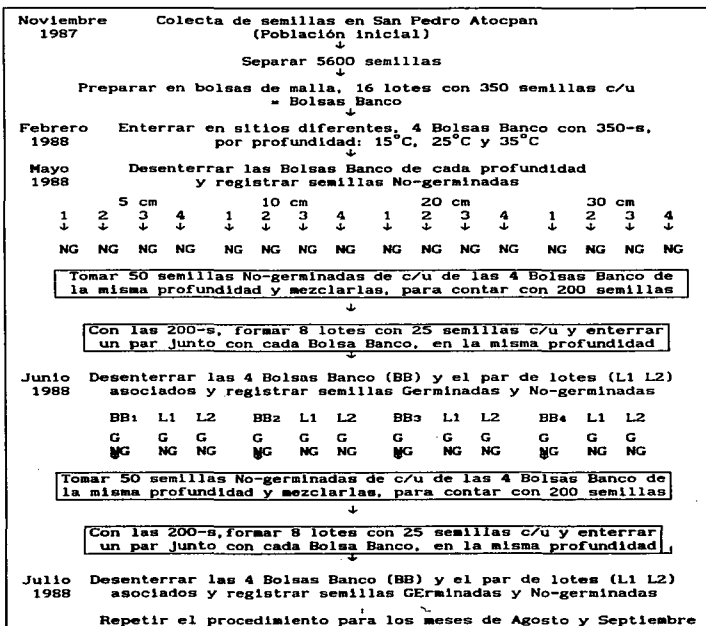 Noviembre Colecta de semillas en San Pedro Atocpan
1987 (Población inicial)
↓
Separar 5600 semillas
↓
Preparar en bolsas de malla, 16 lotes con 350 semillas c/u
= Bolsas Banco
↓
Febrero Enterrar en sitios diferentes, 4 Bolsas Banco con 350-s,
1988 por profundidad: 15°C, 25°C y 35°C
↓
Mayo Desenterrar las Bolsas Banco de cada profundidad
1988 y registrar semillas No-germinadas
5 cm 10 cm 20 cm 30 cm
1 2 3 4 1 2 3 4 1 2 3 4 1 2 3 4
↓ ↓ ↓ ↓ ↓ ↓ ↓ ↓ ↓ ↓ ↓ ↓ ↓ ↓ ↓ ↓
NG NG NG NG NG NG NG NG NG NG NG NG NG NG NG NG
Tomar 50 semillas No-germinadas de c/u de las 4 Bolsas Banco de
la misma profundidad y mezclarlas, para contar con 200 semillas
↓
Con las 200-s, formar 8 lotes con 25 semillas c/u y enterrar
un par junto con cada Bolsa Banco, en la misma profundidad
↓
Junio Desenterrar las 4 Bolsas Banco (BB) y el par de lotes (L1 L2)
1988 asociados y registrar semillas Germinadas y No-germinadas
BB1 L1 L2 BB2 L1 L2 BB3 L1 L2 BB4 L1 L2
G G G G G G G G G G G G
NG NG NG NG NG NG NG NG NG NG NG NG
Tomar 50 semillas No-germinadas de c/u de las 4 Bolsas Banco de
la misma profundidad y mezclarlas, para contar con 200 semillas
↓
Con las 200-s, formar 8 lotes con 25 semillas c/u y enterrar
un par junto con cada Bolsa Banco, en la misma profundidad
↓
Julio Desenterrar las 4 Bolsas Banco (BB) y el par de lotes (L1 L2)
1988 asociados y registrar semillas GErminadas y No-germinadas
Repetir el procedimiento para los meses de Agosto y Septiembre